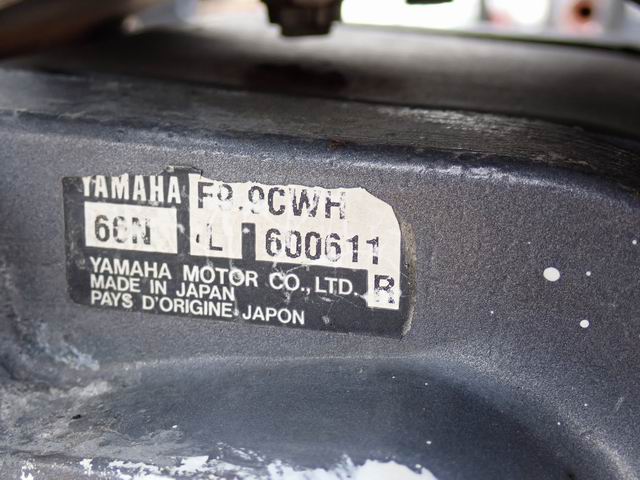 YAMAHA F9.9CWH
66N L 600611
YAMAHA MOTOR CO.,LTD. R
MADE IN JAPAN
PAYS D'ORIGINE JAPON